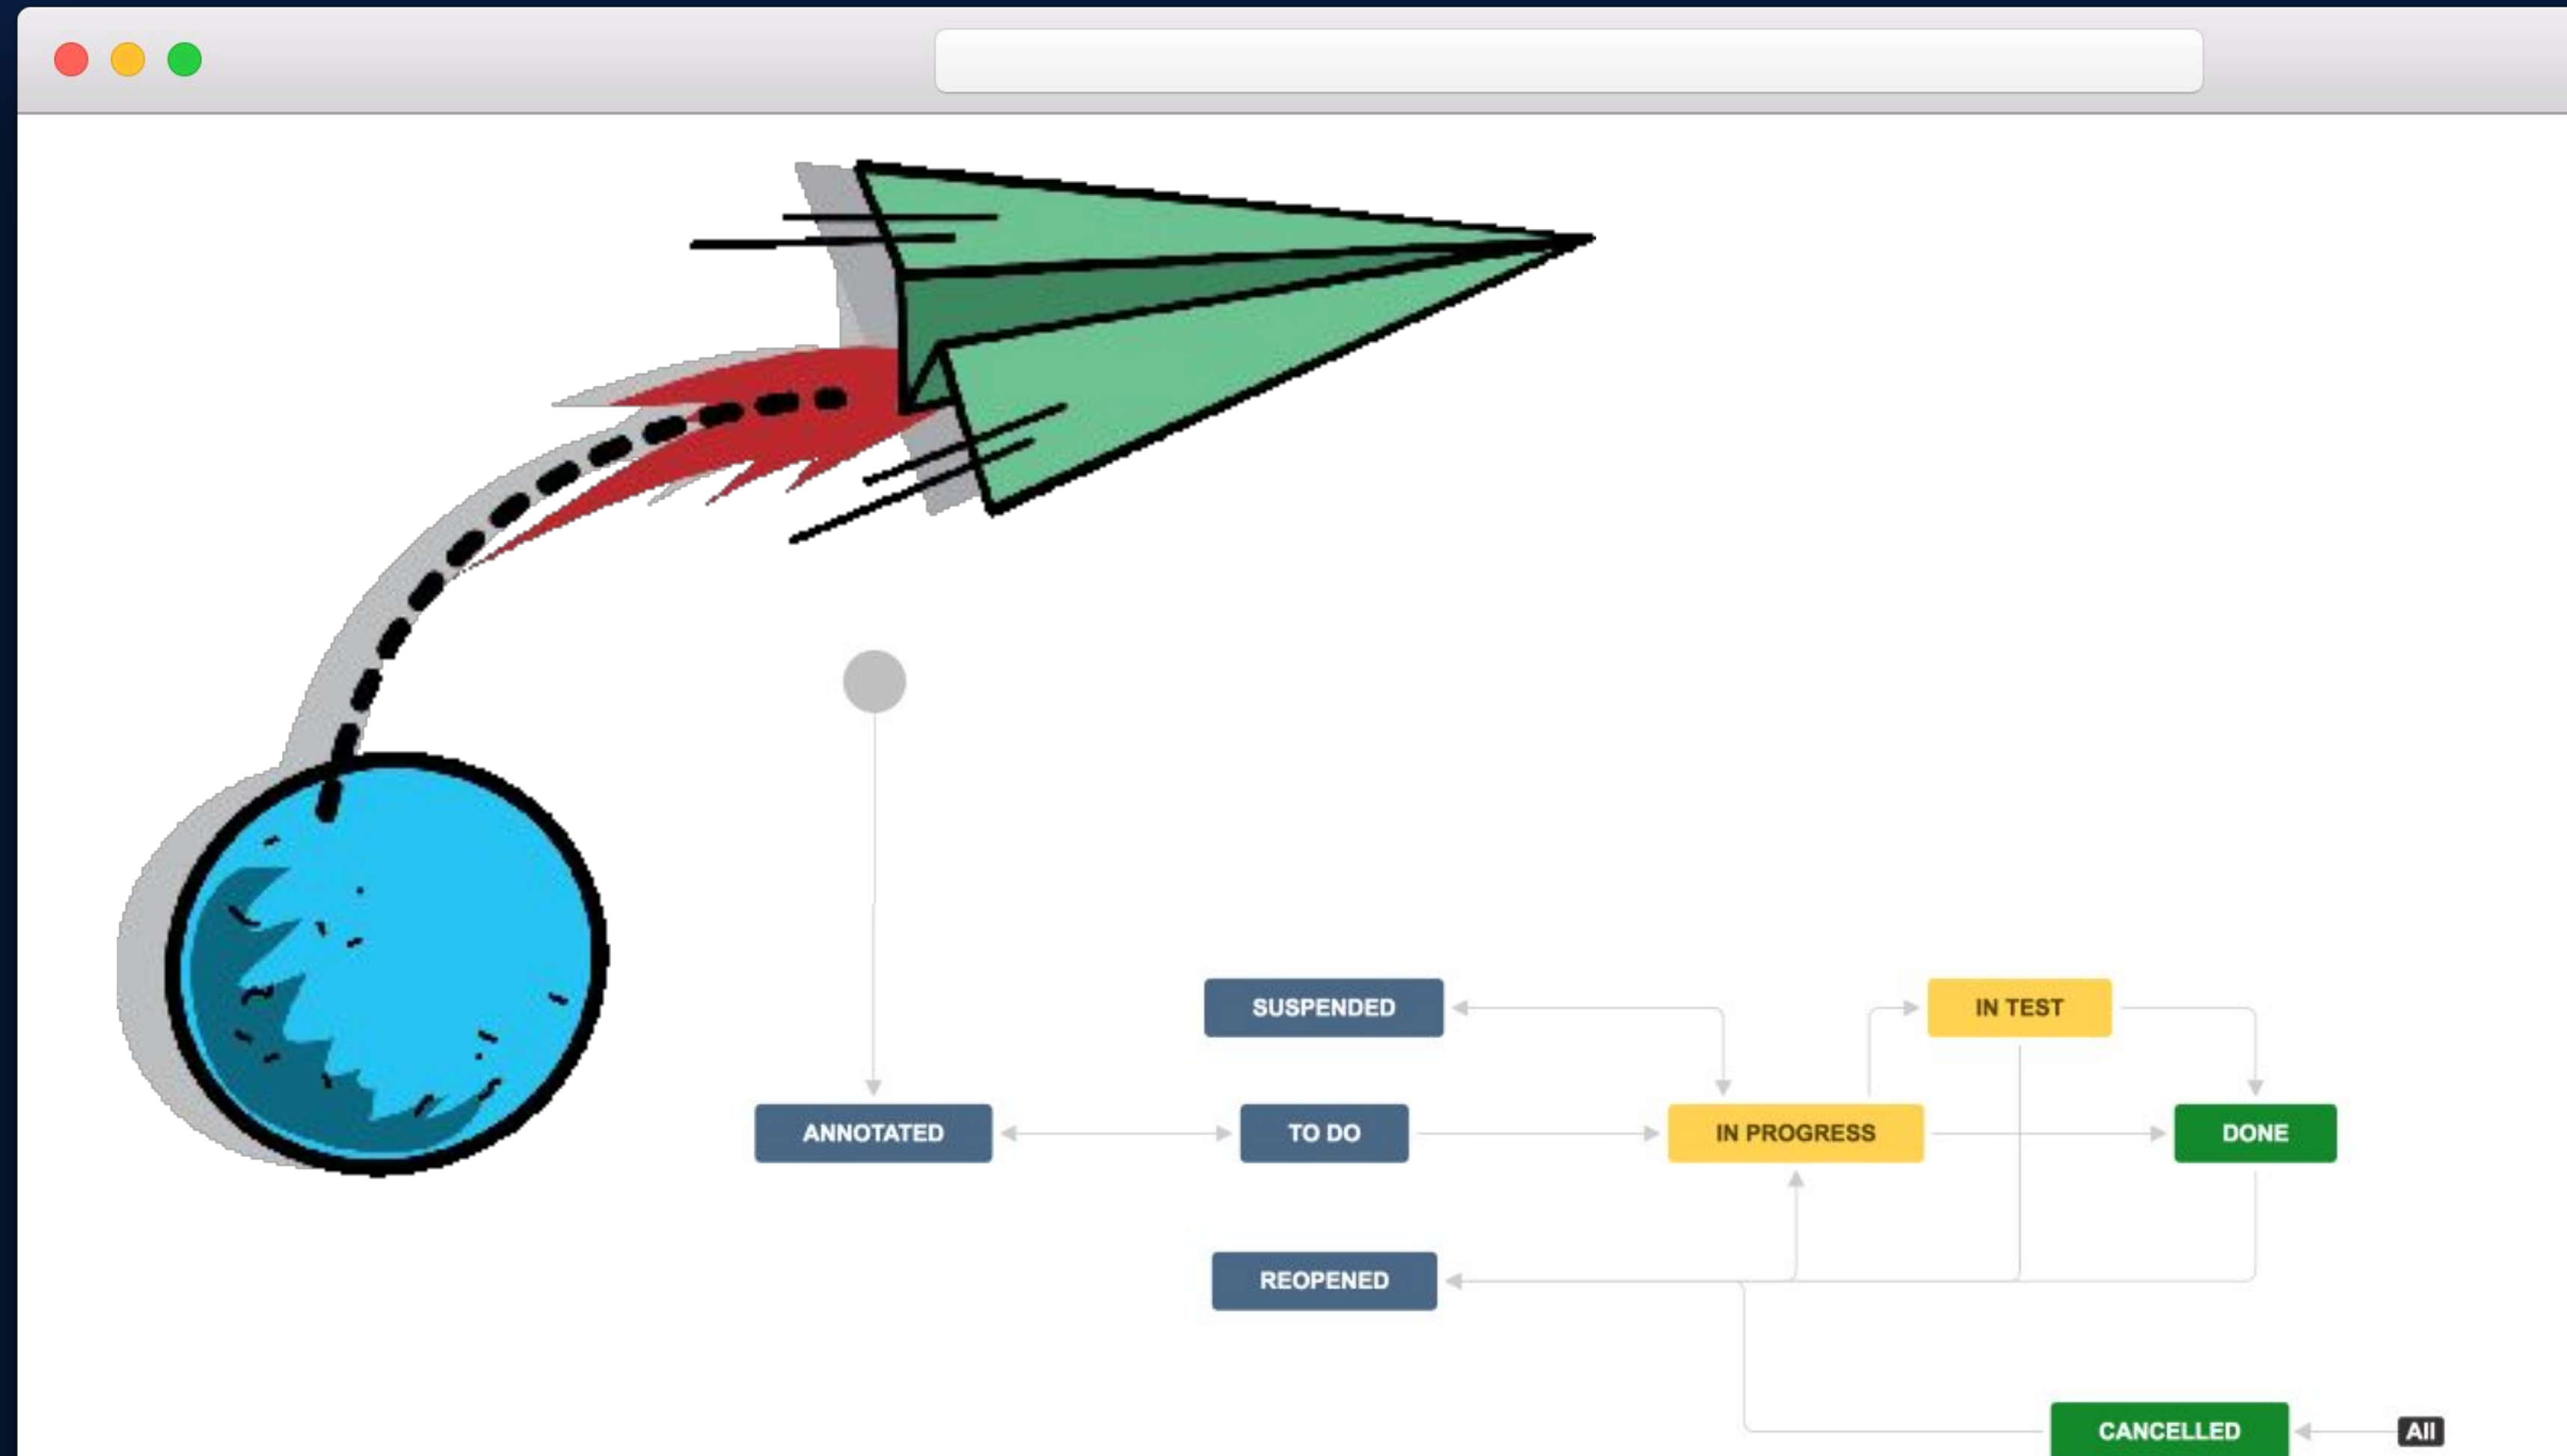 SUSPENDED
IN TEST
ANNOTATED
TO DO
IN PROGRESS
DONE
REOPENED
CANCELLED
All